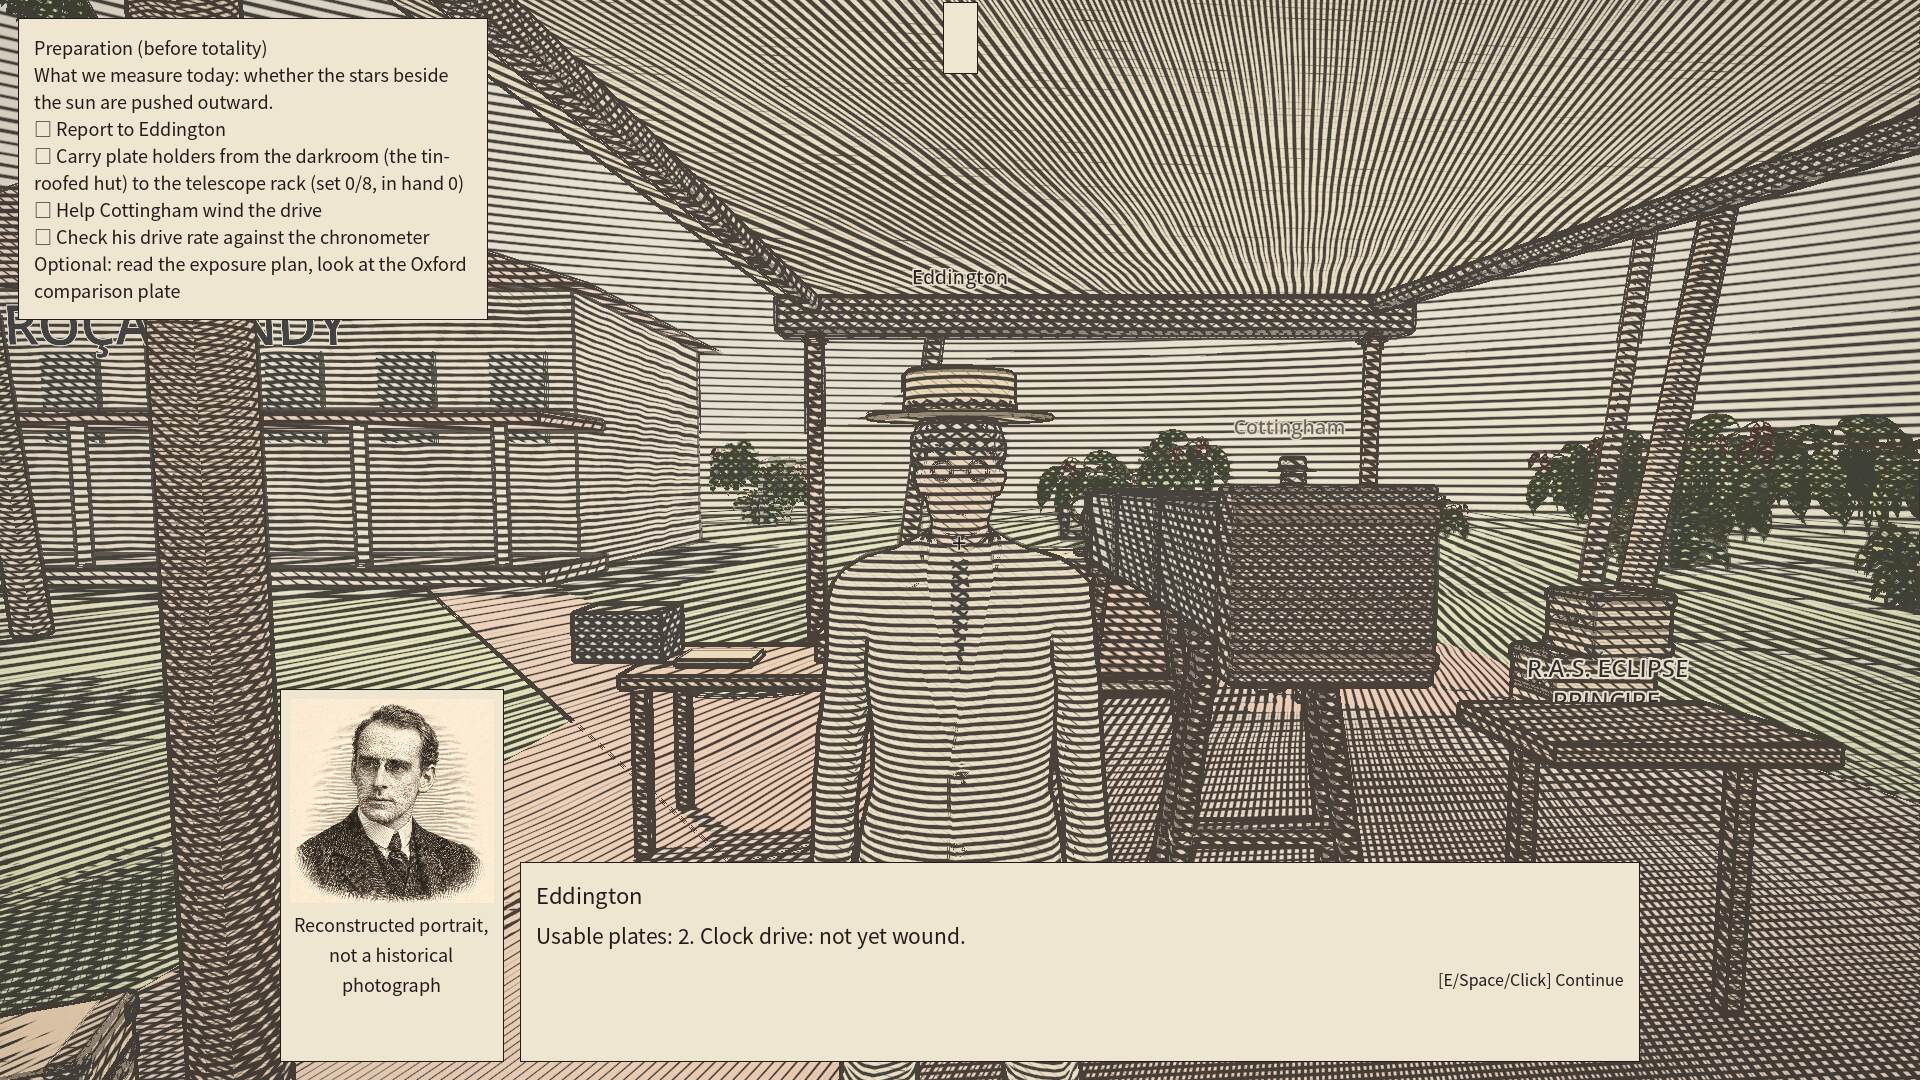 Preparation (before totality)
What we measure today: whether the stars beside
the sun are pushed outward.
☐ Report to Eddington
☐ Carry plate holders from the darkroom (the tin-
roofed hut) to the telescope rack (set 0/8, in hand 0)
☐ Help Cottingham wind the drive
☐ Check his drive rate against the chronometer
Optional: read the exposure plan, look at the Oxford
comparison plate
Eddington
Cottingham
R.A.S. ECLIPSE
PRINCIPE
Reconstructed portrait,
not a historical
photograph
Eddington
Usable plates: 2. Clock drive: not yet wound.
[E/Space/Click] Continue